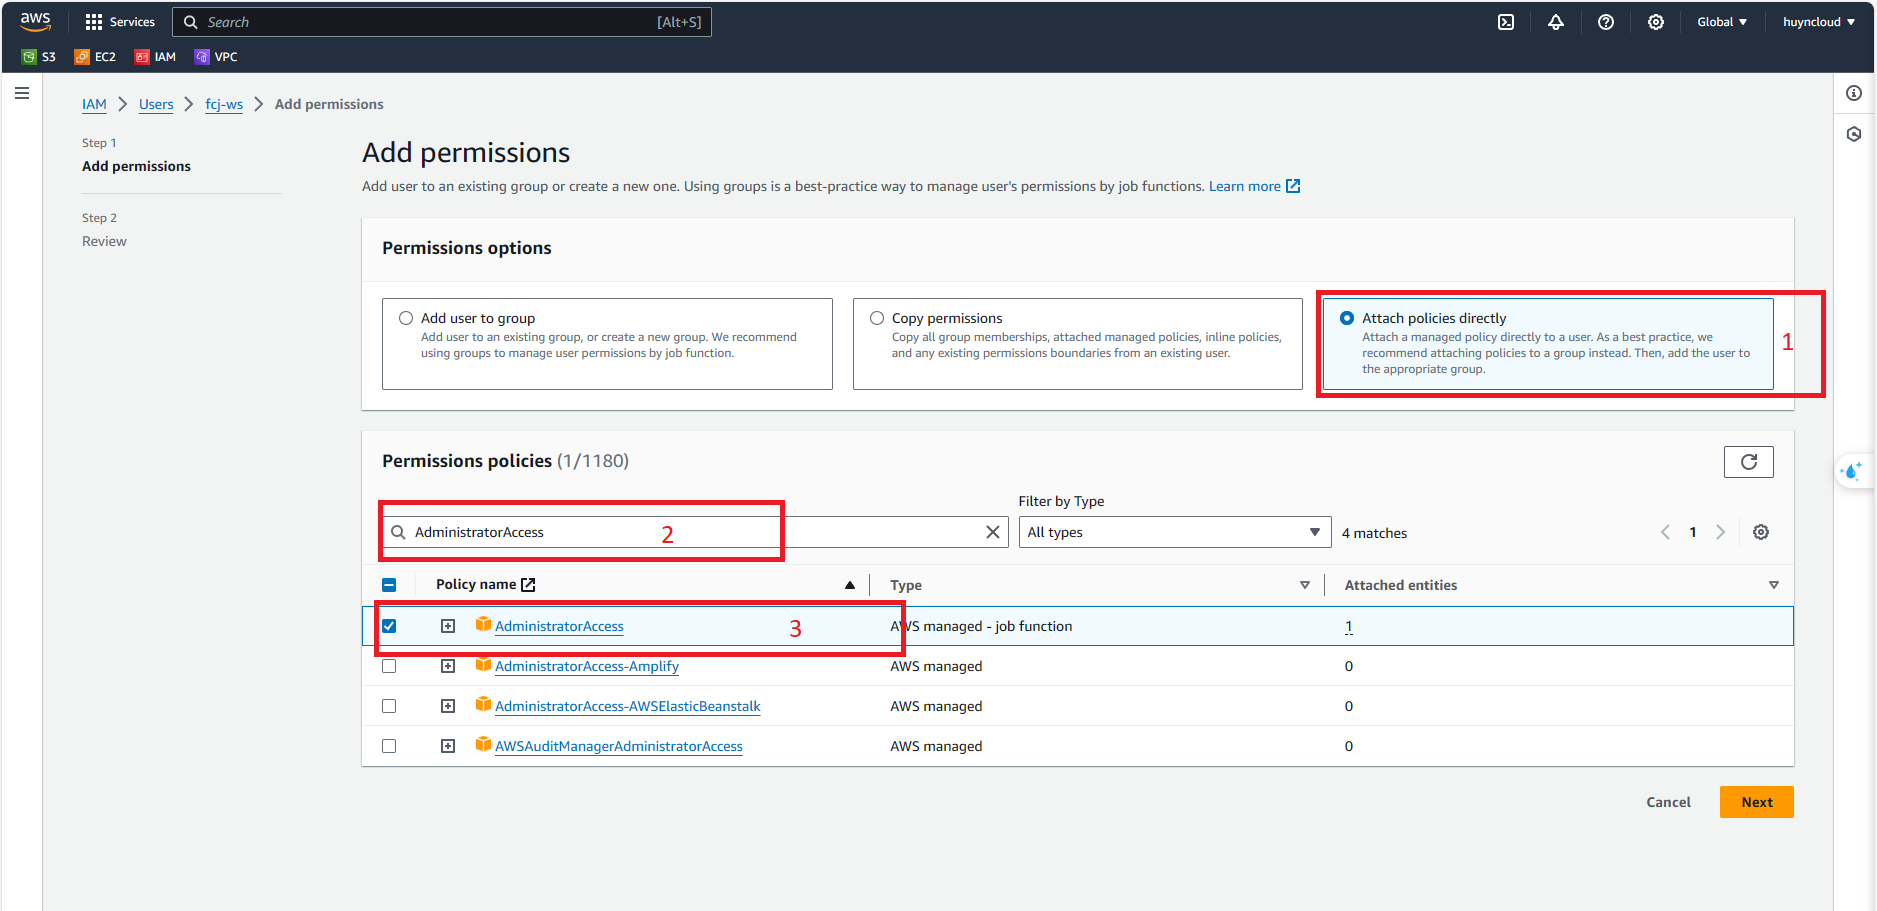 aws Services Search [Alt+S] Global huyncloud
S3 EC2 IAM VPC
IAM Users fcj-ws Add permissions
Step 1
Add permissions
Step 2
Review
Add permissions
Add user to an existing group or create a new one. Using groups is a best-practice way to manage user's permissions by job functions. Learn more
Permissions options
Add user to group
Add user to an existing group, or create a new group. We recommend
using groups to manage user permissions by job function.
Copy permissions
Copy all group memberships, attached managed policies, inline policies,
and any existing permissions boundaries from an existing user.
Attach policies directly
Attach a managed policy directly to a user. As a best practice, we
recommend attaching policies to a group instead. Then, add the user to
the appropriate group.
1
Permissions policies (1/1180)
Filter by Type
AdministratorAccess 2 All types 4 matches 1
Policy name Type Attached entities
AdministratorAccess 3 AWS managed - job function 1
AdministratorAccess-Amplify AWS managed 0
AdministratorAccess-AWSElasticBeanstalk AWS managed 0
AWSAuditManagerAdministratorAccess AWS managed 0
Cancel Next